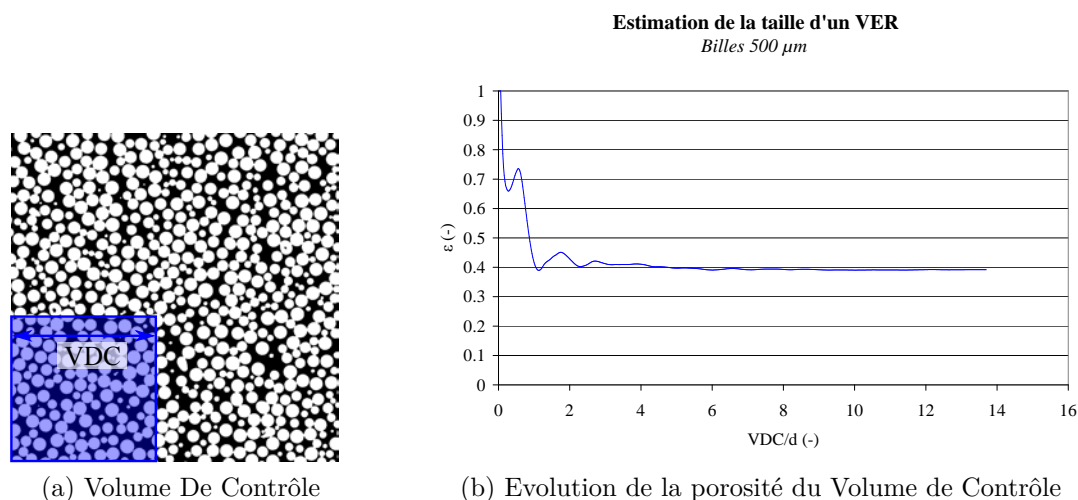 Estimation de la taille d'un VER
Billes 500 µm
1
0.9
0.8
0.7
0.6
0.5
0.4
0.3
0.2
0.1
0
ε (-)
0 2 4 6 8 10 12 14 16
VDC/d (-)
VDC
(a) Volume De Contrôle
(b) Evolution de la porosité du Volume de Contrôle